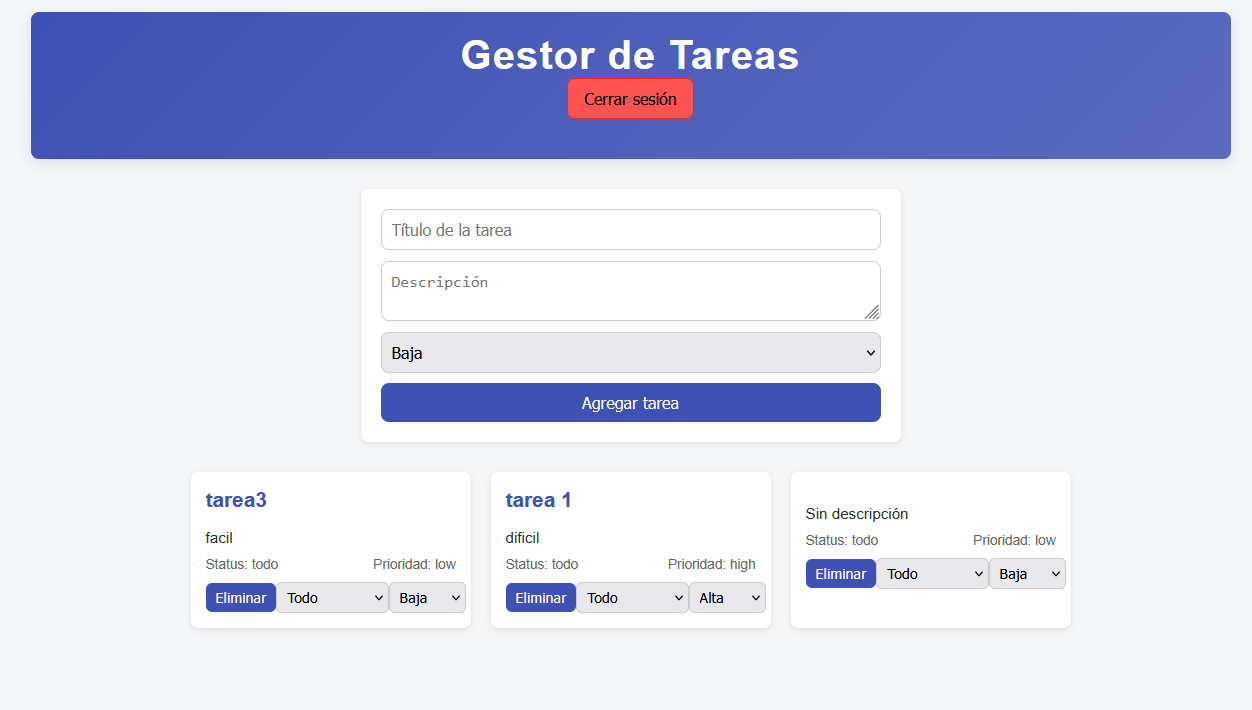 Gestor de Tareas
Cerrar sesión
Título de la tarea
Descripción
Baja
Agregar tarea
tarea3
facil
Status: todo Prioridad: low
Eliminar Todo Baja
tarea 1
dificil
Status: todo Prioridad: high
Eliminar Todo Alta
Sin descripción
Status: todo Prioridad: low
Eliminar Todo Baja